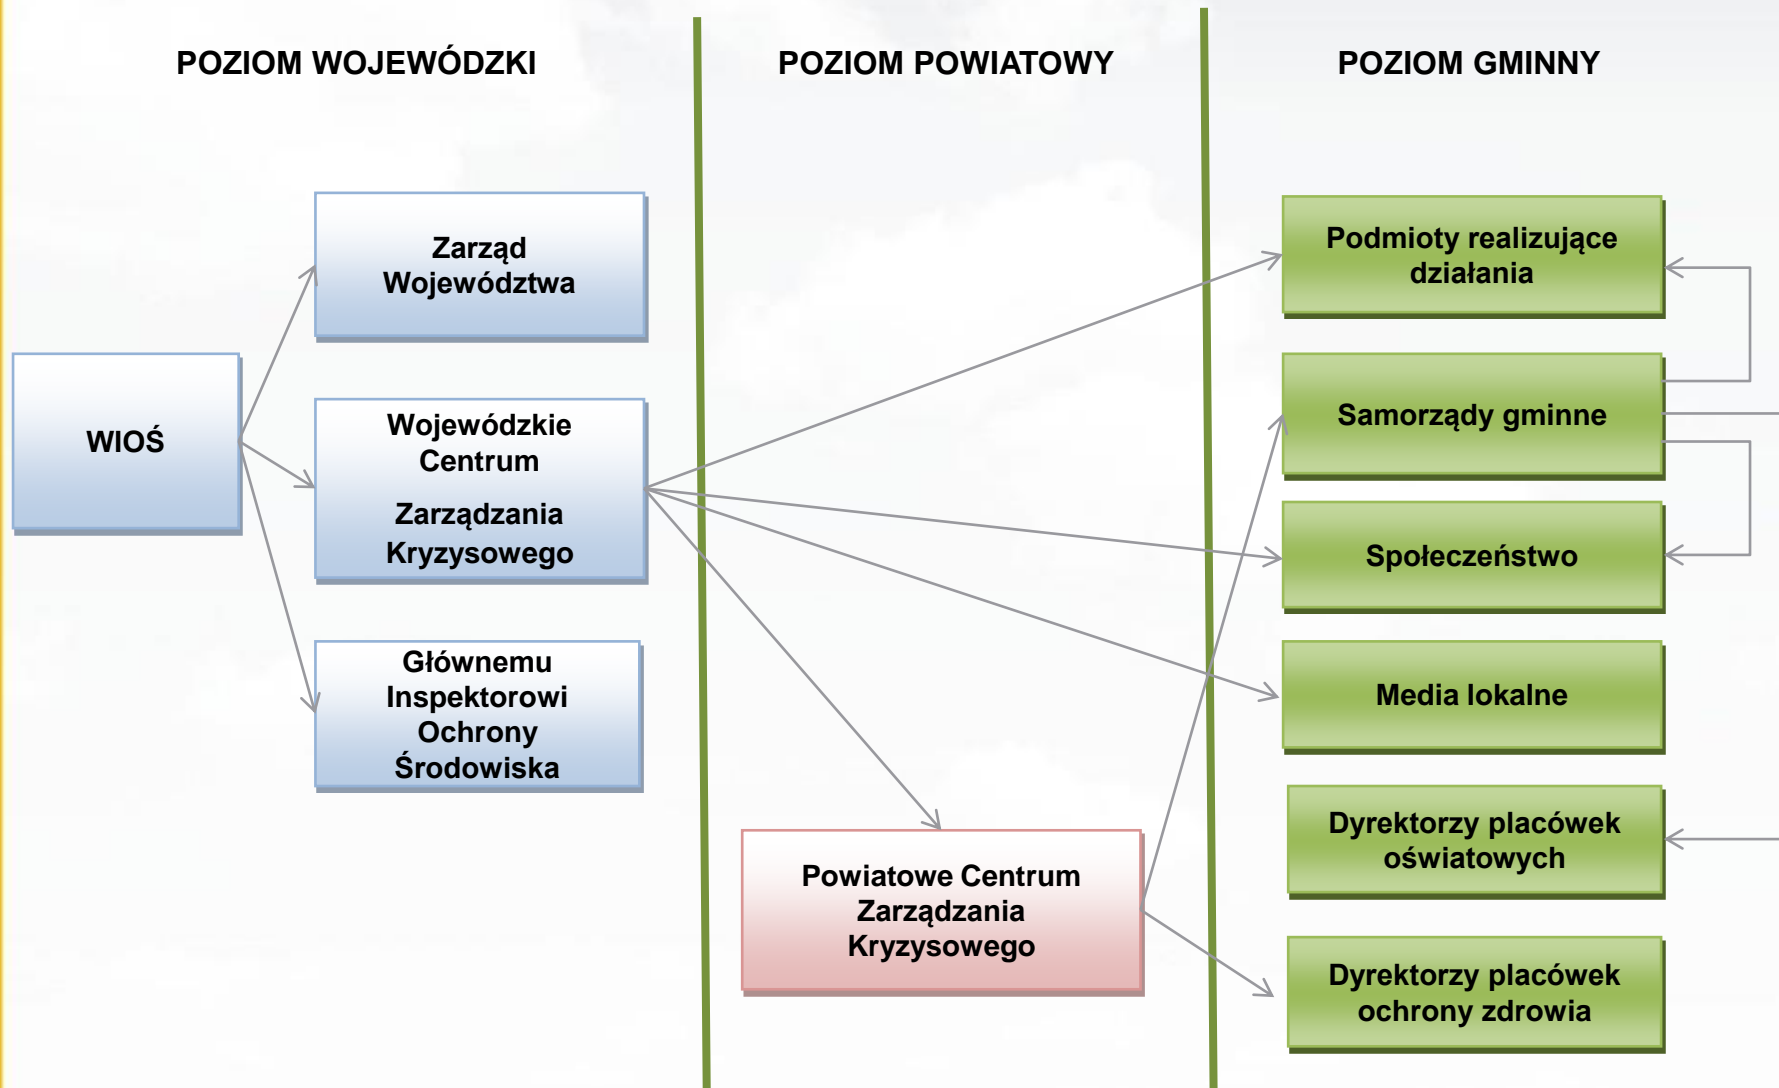 POZIOM WOJEWÓDZKI
POZIOM POWIATOWY
POZIOM GMINNY
WIOŚ
Zarząd
Województwa
Wojewódzkie
Centrum
Zarządzania
Kryzysowego
Głównemu
Inspektorowi
Ochrony
Środowiska
Powiatowe Centrum
Zarządzania
Kryzysowego
Podmioty realizujące
działania
Samorządy gminne
Społeczeństwo
Media lokalne
Dyrektorzy placówek
oświatowych
Dyrektorzy placówek
ochrony zdrowia